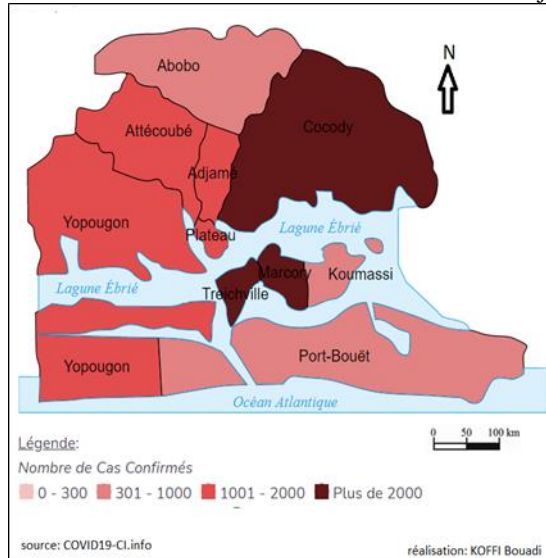 N
Abobo
Attécoubé
Cocody
Adjamé
Yopougon
Plateau
Lagune Ébrié
Marcory
Koumassi
Lagune Ébrié
Treichville
Yopougon
Port-Bouët
Océan Atlantique
Légende:
0 50 100 km
Nombre de Cas Confirmés
0 - 300 301 - 1000 1001 - 2000 Plus de 2000
source: COVID19-CI.info
réalisation: KOFFI Bouadi